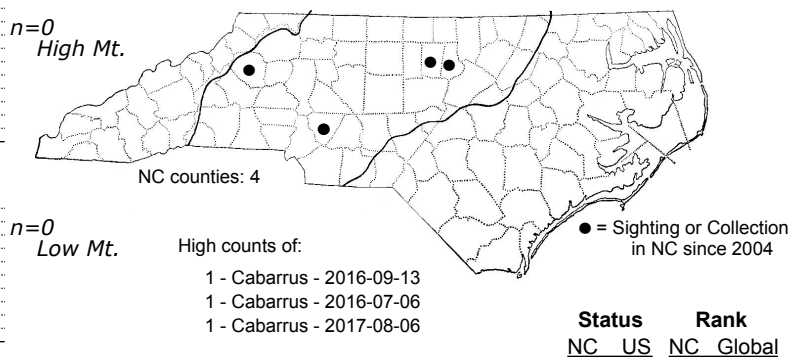 n=0
High Mt.
NC counties: 4
n=0
Low Mt.
High counts of:
1 - Cabarrus - 2016-09-13
1 - Cabarrus - 2016-07-06
1 - Cabarrus - 2017-08-06
● = Sighting or Collection
in NC since 2004
Status Rank
NC US NC Global